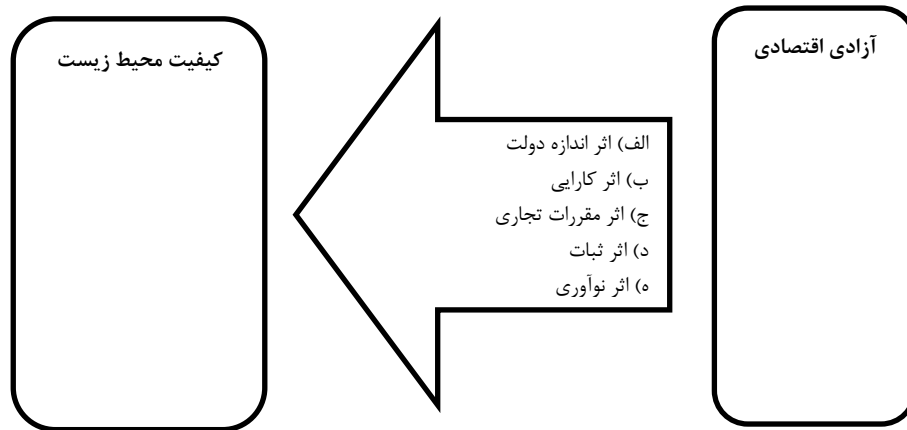 آزادی اقتصادی
الف) اثر اندازه دولت
ب) اثر کارایی
ج) اثر مقررات تجاری
د) اثر ثبات
ه) اثر نوآوری
کیفیت محیط زیست